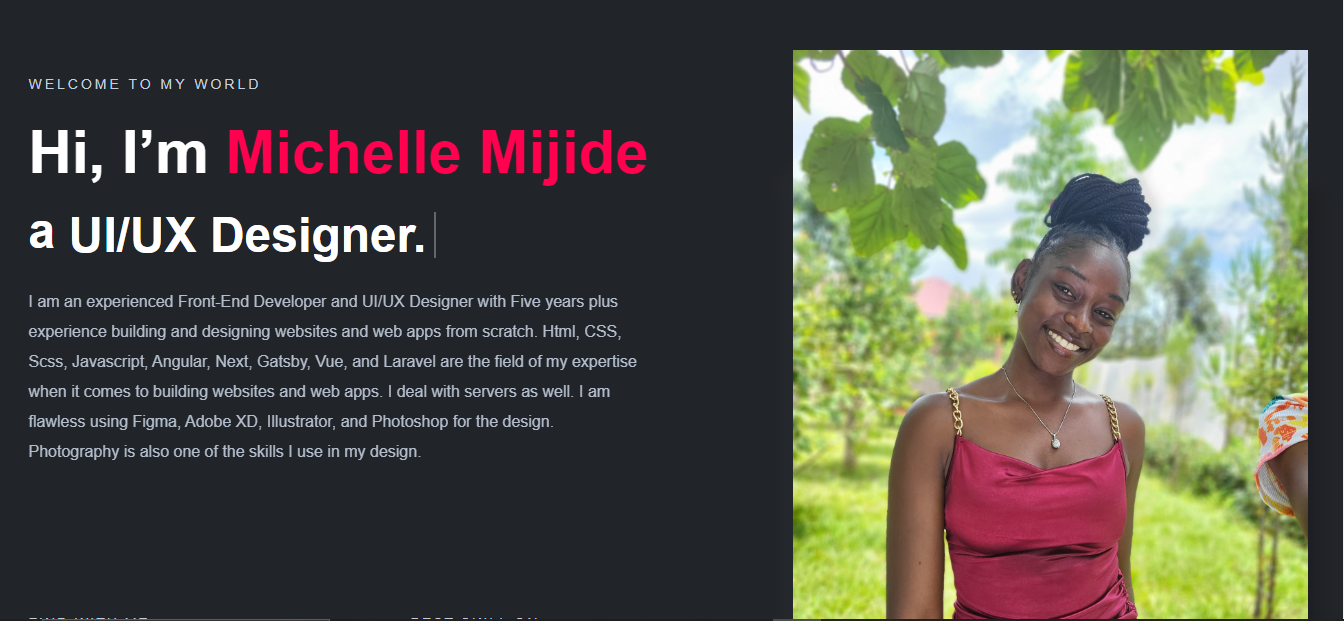 WELCOME TO MY WORLD
Hi, I’m Michelle Mijide
a UI/UX Designer.
I am an experienced Front-End Developer and UI/UX Designer with Five years plus
experience building and designing websites and web apps from scratch. Html, CSS,
Scss, Javascript, Angular, Next, Gatsby, Vue, and Laravel are the field of my expertise
when it comes to building websites and web apps. I deal with servers as well. I am
flawless using Figma, Adobe XD, Illustrator, and Photoshop for the design.
Photography is also one of the skills I use in my design.